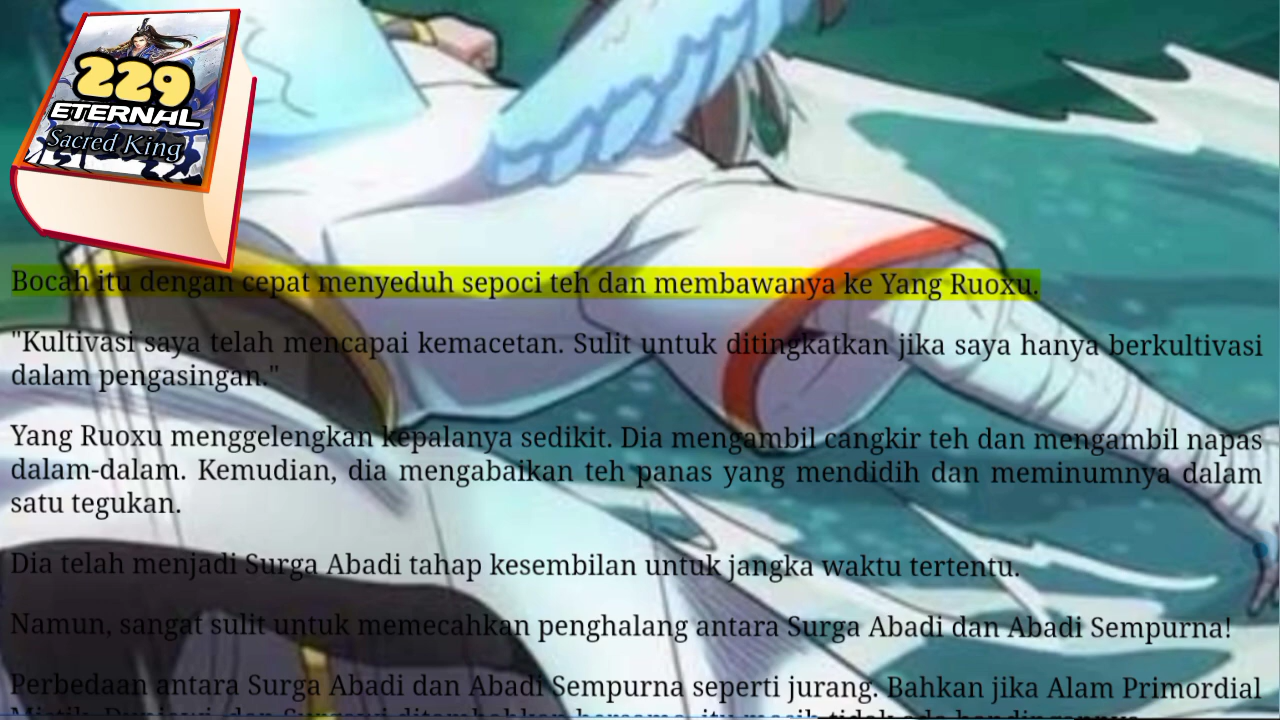 229
ETERNAL
Sacred King
Bocah itu dengan cepat menyeduh sepoci teh dan membawanya ke Yang Ruoxu.
"Kultivasi saya telah mencapai kemacetan. Sulit untuk ditingkatkan jika saya hanya berkultivasi
dalam pengasingan."
Yang Ruoxu menggelengkan kepalanya sedikit. Dia mengambil cangkir teh dan mengambil napas
dalam-dalam. Kemudian, dia mengabaikan teh panas yang mendidih dan meminumnya dalam
satu tegukan.
Dia telah menjadi Surga Abadi tahap kesembilan untuk jangka waktu tertentu.
Namun, sangat sulit untuk memecahkan penghalang antara Surga Abadi dan Abadi Sempurna!
Perbedaan antara Surga Abadi dan Abadi Sempurna seperti jurang. Bahkan jika Alam Primordial